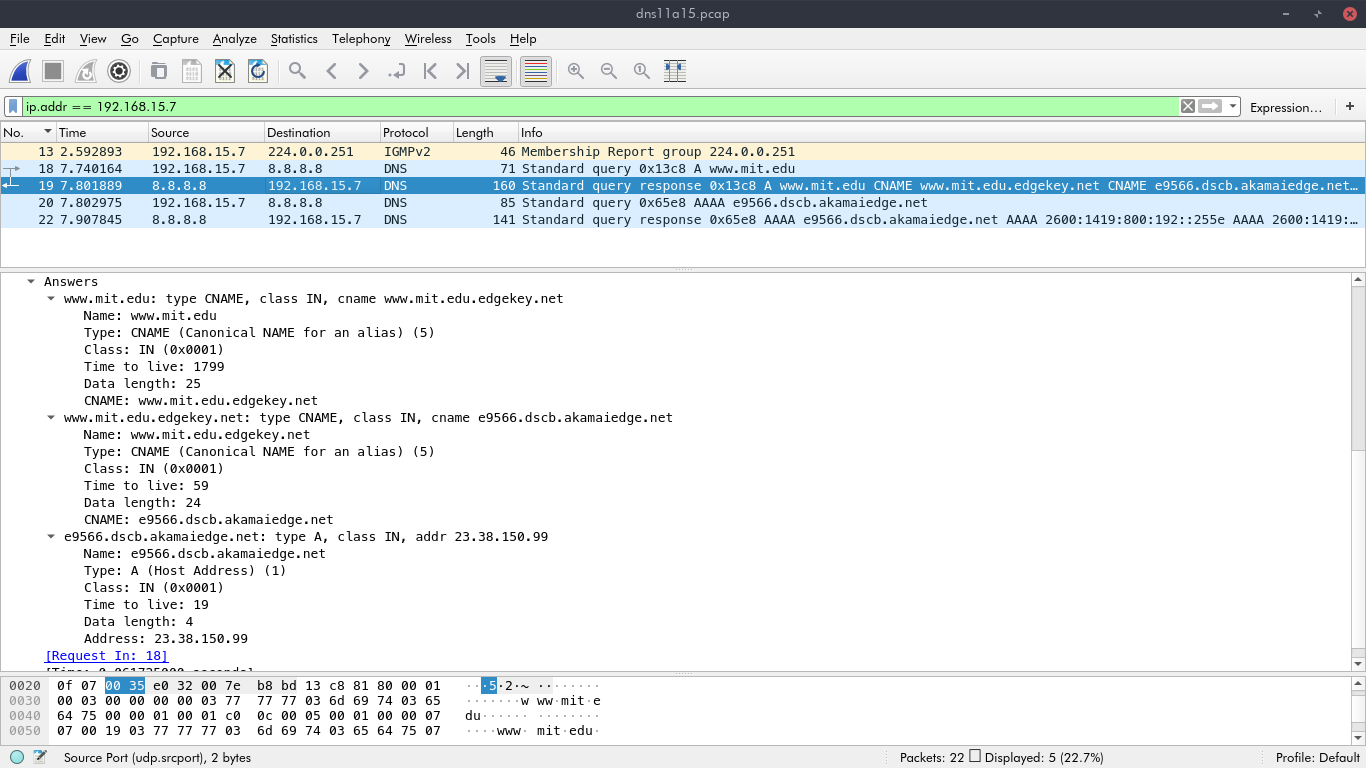 dns11a15.pcap
File Edit View Go Capture Analyze Statistics Telephony Wireless Tools Help
ip.addr == 192.168.15.7 Expression… +
No. Time Source Destination Protocol Length Info
13 2.592893 192.168.15.7 224.0.0.251 IGMPv2 46 Membership Report group 224.0.0.251
18 7.740164 192.168.15.7 8.8.8.8 DNS 71 Standard query 0x13c8 A www.mit.edu
19 7.801889 8.8.8.8 192.168.15.7 DNS 160 Standard query response 0x13c8 A www.mit.edu CNAME www.mit.edu.edgekey.net CNAME e9566.dscb.akamaiedge.net…
20 7.802975 192.168.15.7 8.8.8.8 DNS 85 Standard query 0x65e8 AAAA e9566.dscb.akamaiedge.net
22 7.907845 8.8.8.8 192.168.15.7 DNS 141 Standard query response 0x65e8 AAAA e9566.dscb.akamaiedge.net AAAA 2600:1419:800:192::255e AAAA 2600:1419:…
Answers
www.mit.edu: type CNAME, class IN, cname www.mit.edu.edgekey.net
Name: www.mit.edu
Type: CNAME (Canonical NAME for an alias) (5)
Class: IN (0x0001)
Time to live: 1799
Data length: 25
CNAME: www.mit.edu.edgekey.net
www.mit.edu.edgekey.net: type CNAME, class IN, cname e9566.dscb.akamaiedge.net
Name: www.mit.edu.edgekey.net
Type: CNAME (Canonical NAME for an alias) (5)
Class: IN (0x0001)
Time to live: 59
Data length: 24
CNAME: e9566.dscb.akamaiedge.net
e9566.dscb.akamaiedge.net: type A, class IN, addr 23.38.150.99
Name: e9566.dscb.akamaiedge.net
Type: A (Host Address) (1)
Class: IN (0x0001)
Time to live: 19
Data length: 4
Address: 23.38.150.99
[Request In: 18]
0020 0f 07 00 35 e0 32 00 7e b8 bd 13 c8 81 80 00 01 ···5·2·~ ········
0030 00 03 00 00 00 00 03 77 77 77 03 6d 69 74 03 65 ·······w ww·mit·e
0040 64 75 00 00 01 00 01 c0 0c 00 05 00 01 00 00 07 du······ ········
0050 07 00 19 03 77 77 77 03 6d 69 74 03 65 64 75 07 ····www· mit·edu·
Source Port (udp.srcport), 2 bytes Packets: 22 Displayed: 5 (22.7%) Profile: Default